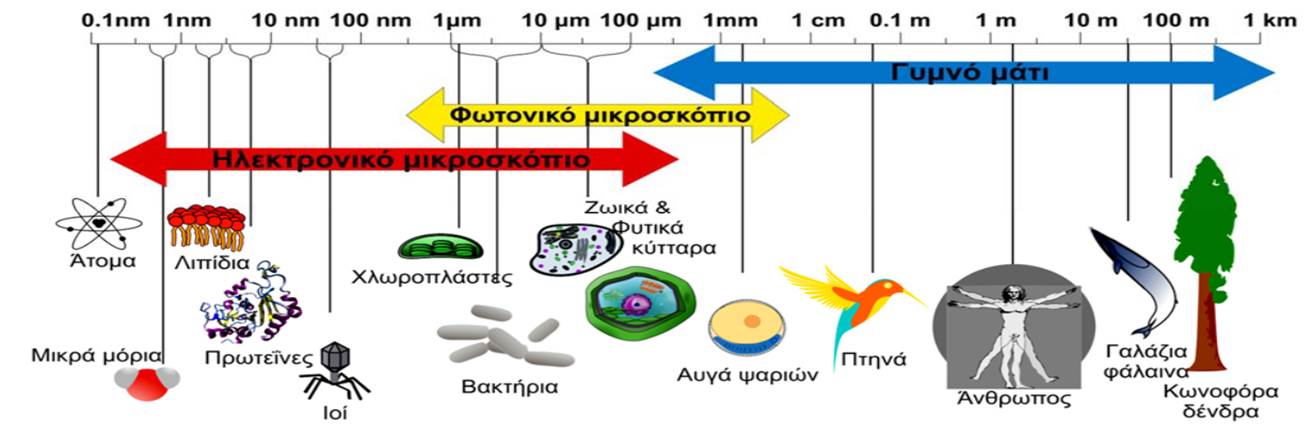 0.1nm 1nm 10 nm 100 nm 1μm 10 μm 100 μm 1mm 1 cm 0.1 m 1 m 10 m 100 m 1 km
Γυμνό μάτι
Φωτονικό μικροσκόπιο
Ηλεκτρονικό μικροσκόπιο
Άτομα
Λιπίδια
Χλωροπλάστες
Ζωικά &
Φυτικά
κύτταρα
Μικρά μόρια
Πρωτεΐνες
Ιοί
Βακτήρια
Αυγά ψαριών
Πτηνά
Άνθρωπος
Γαλάζια
φάλαινα
Κωνοφόρα
δένδρα